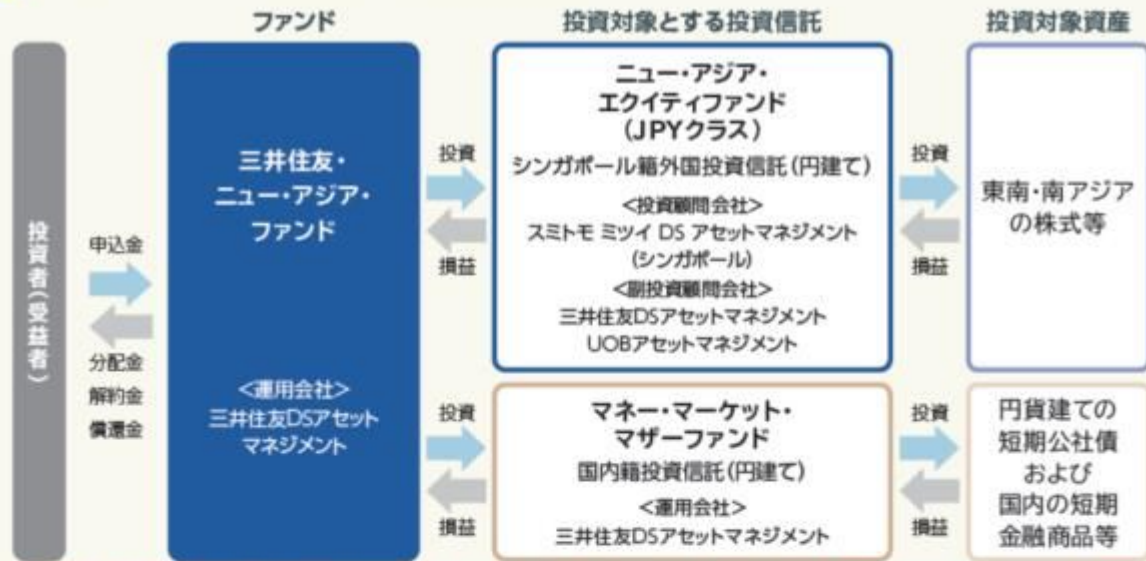 ファンド
投資対象とする投資信託
投資対象資産
投資者(受益者)
申込金
分配金
解約金
償還金
三井住友・
ニュー・アジア・
ファンド
<運用会社>
三井住友DSアセット
マネジメント
投資
損益
ニュー・アジア・
エクイティファンド
(JPYクラス)
シンガポール籍外国投資信託(円建て)
<投資顧問会社>
スミトモ ミツイ DS アセットマネジメント
(シンガポール)
<副投資顧問会社>
三井住友DSアセットマネジメント
UOBアセットマネジメント
投資
損益
東南・南アジア
の株式等
投資
損益
マネー・マーケット・
マザーファンド
国内籍投資信託(円建て)
<運用会社>
三井住友DSアセットマネジメント
投資
損益
円貨建ての
短期公社債
および
国内の短期
金融商品等